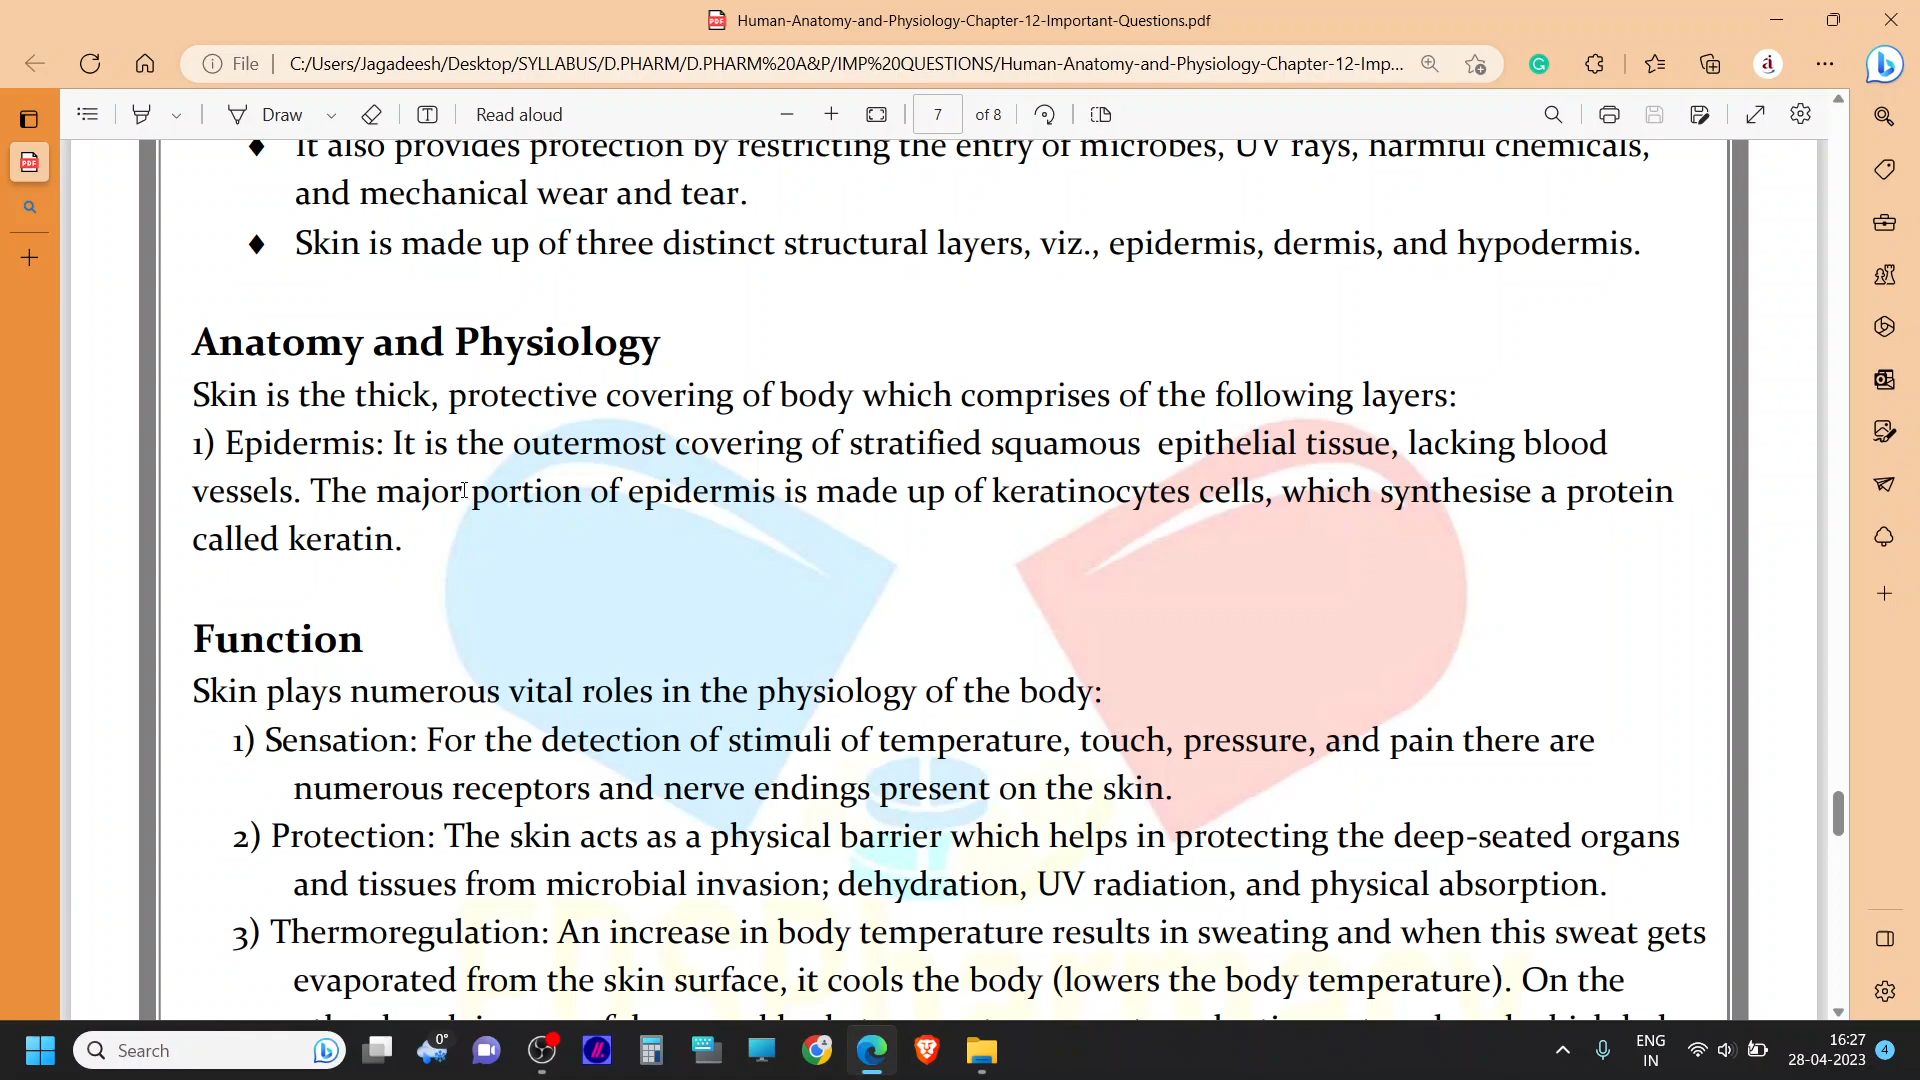 Human-Anatomy-and-Physiology-Chapter-12-Important-Questions.pdf
File
C:/Users/Jagadeesh/Desktop/SYLLABUS/D.PHARM/D.PHARM%20A&P/IMP%20QUESTIONS/Human-Anatomy-and-Physiology-Chapter-12-Imp...
Draw
Read aloud
7 of 8
It also provides protection by restricting the entry of microbes, UV rays, harmful chemicals,
and mechanical wear and tear.
Skin is made up of three distinct structural layers, viz., epidermis, dermis, and hypodermis.
Anatomy and Physiology
Skin is the thick, protective covering of body which comprises of the following layers:
1) Epidermis: It is the outermost covering of stratified squamous epithelial tissue, lacking blood
vessels. The major portion of epidermis is made up of keratinocytes cells, which synthesise a protein
called keratin.
Function
Skin plays numerous vital roles in the physiology of the body:
1) Sensation: For the detection of stimuli of temperature, touch, pressure, and pain there are
numerous receptors and nerve endings present on the skin.
2) Protection: The skin acts as a physical barrier which helps in protecting the deep-seated organs
and tissues from microbial invasion; dehydration, UV radiation, and physical absorption.
3) Thermoregulation: An increase in body temperature results in sweating and when this sweat gets
evaporated from the skin surface, it cools the body (lowers the body temperature). On the
Search
0°
ENG
IN
16:27
28-04-2023
4